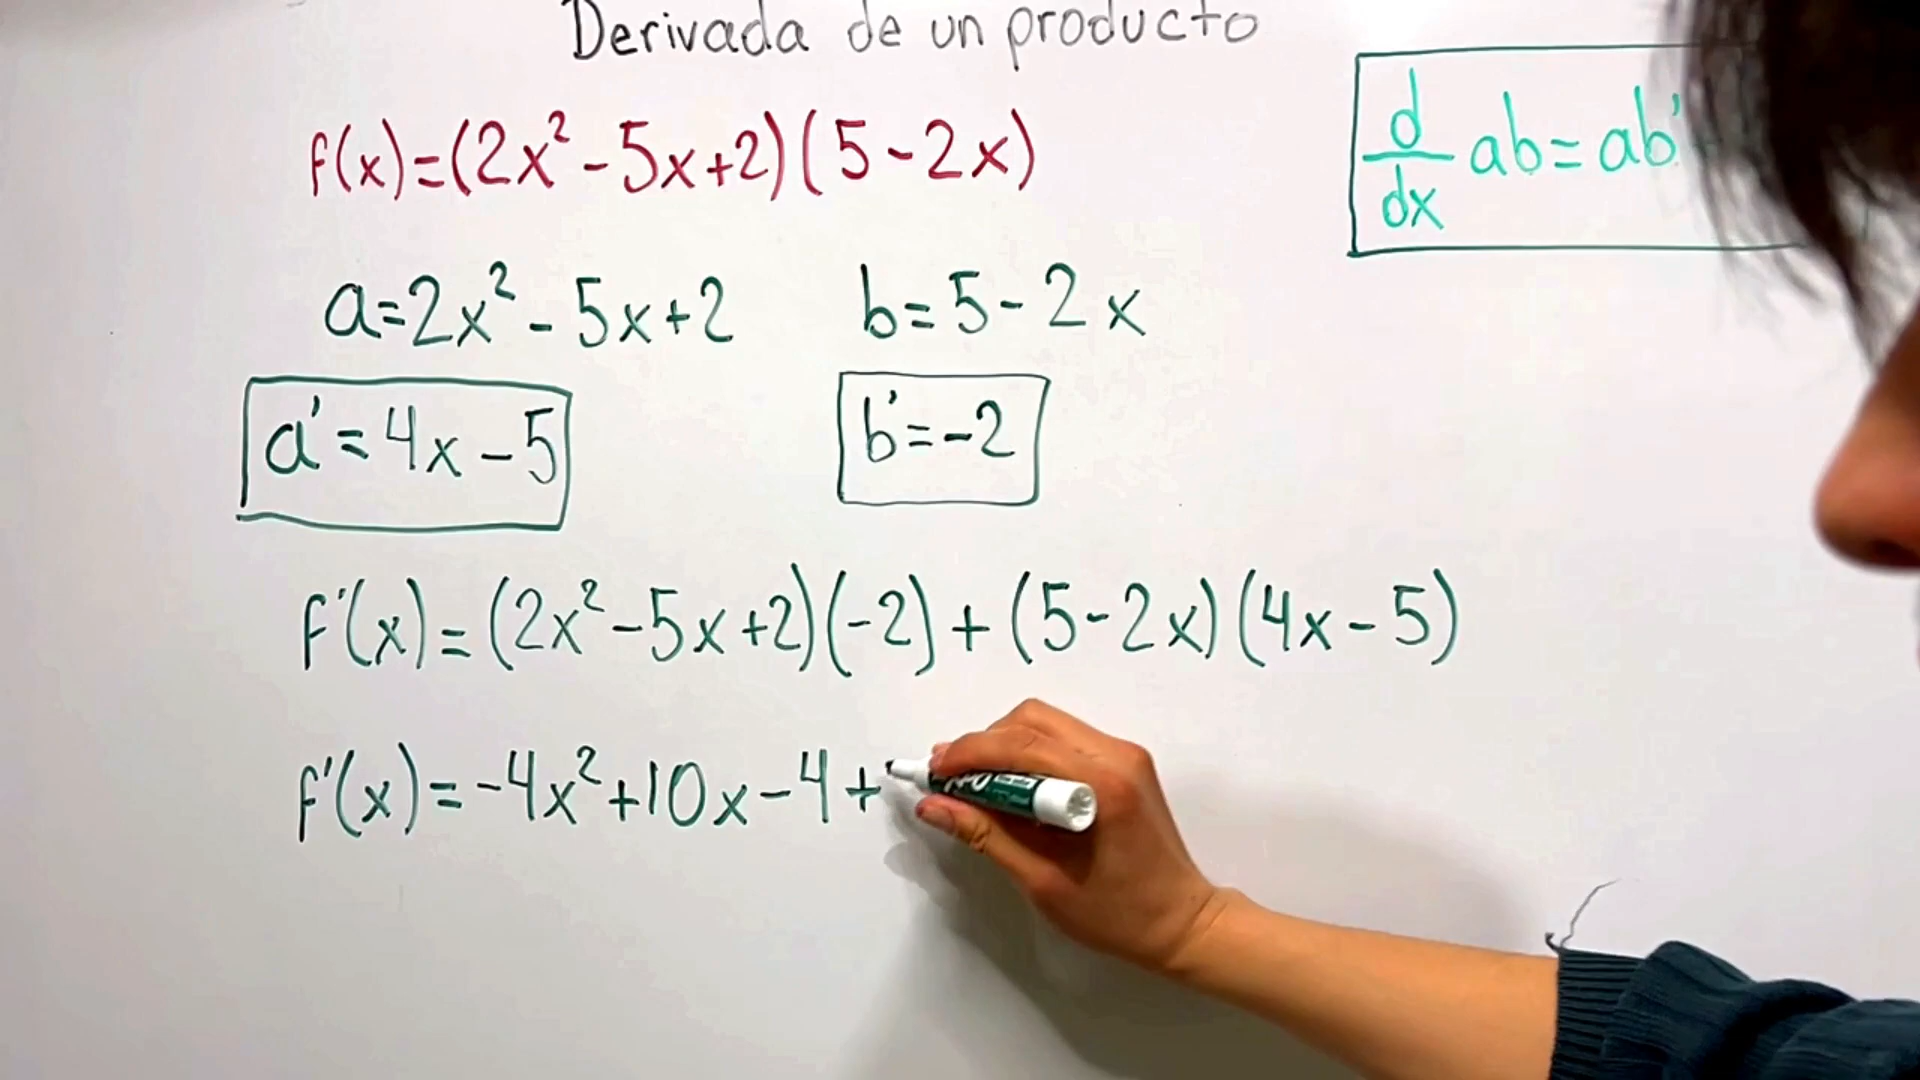 Derivada de un producto
f(x)=(2x²-5x+2)(5-2x)
d/dx ab=ab'
a=2x²-5x+2 b=5-2x
a'=4x-5 b'=-2
f'(x)=(2x²-5x+2)(-2)+(5-2x)(4x-5)
f'(x)=-4x²+10x-4+